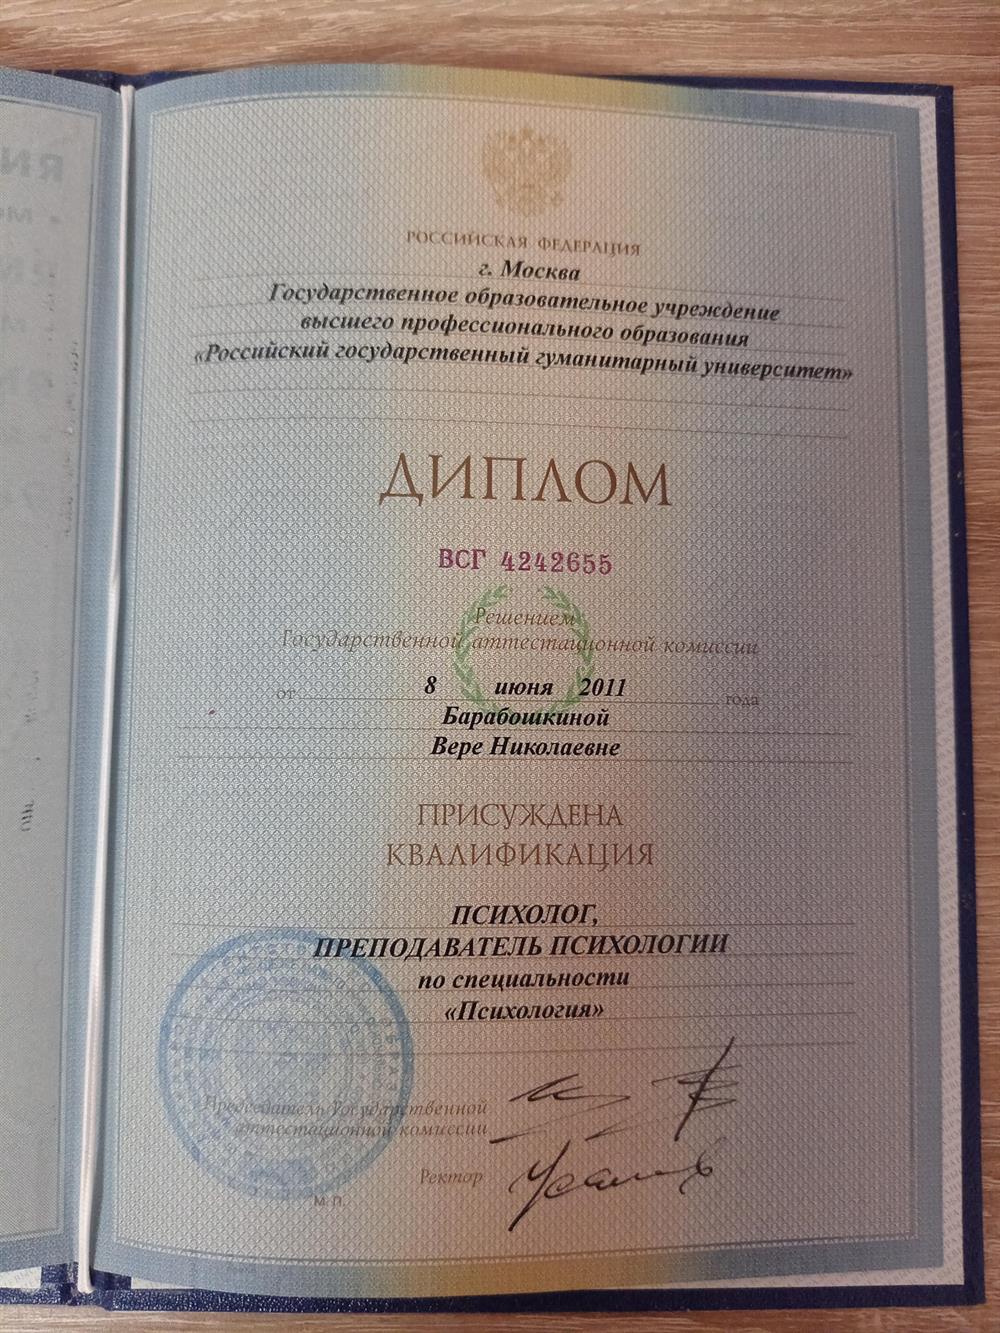 РОССИЙСКАЯ ФЕДЕРАЦИЯ
г. Москва
Государственное образовательное учреждение
высшего профессионального образования
«Российский государственный гуманитарный университет»
ДИПЛОМ
ВСГ 4242655
Решением
Государственной аттестационной комиссии
от 8 июня 2011 года
Барабошкиной
Вере Николаевне
ПРИСУЖДЕНА
КВАЛИФИКАЦИЯ
ПСИХОЛОГ,
ПРЕПОДАВАТЕЛЬ ПСИХОЛОГИИ
по специальности
«Психология»
Председатель Государственной
аттестационной комиссии
Ректор
М.П.